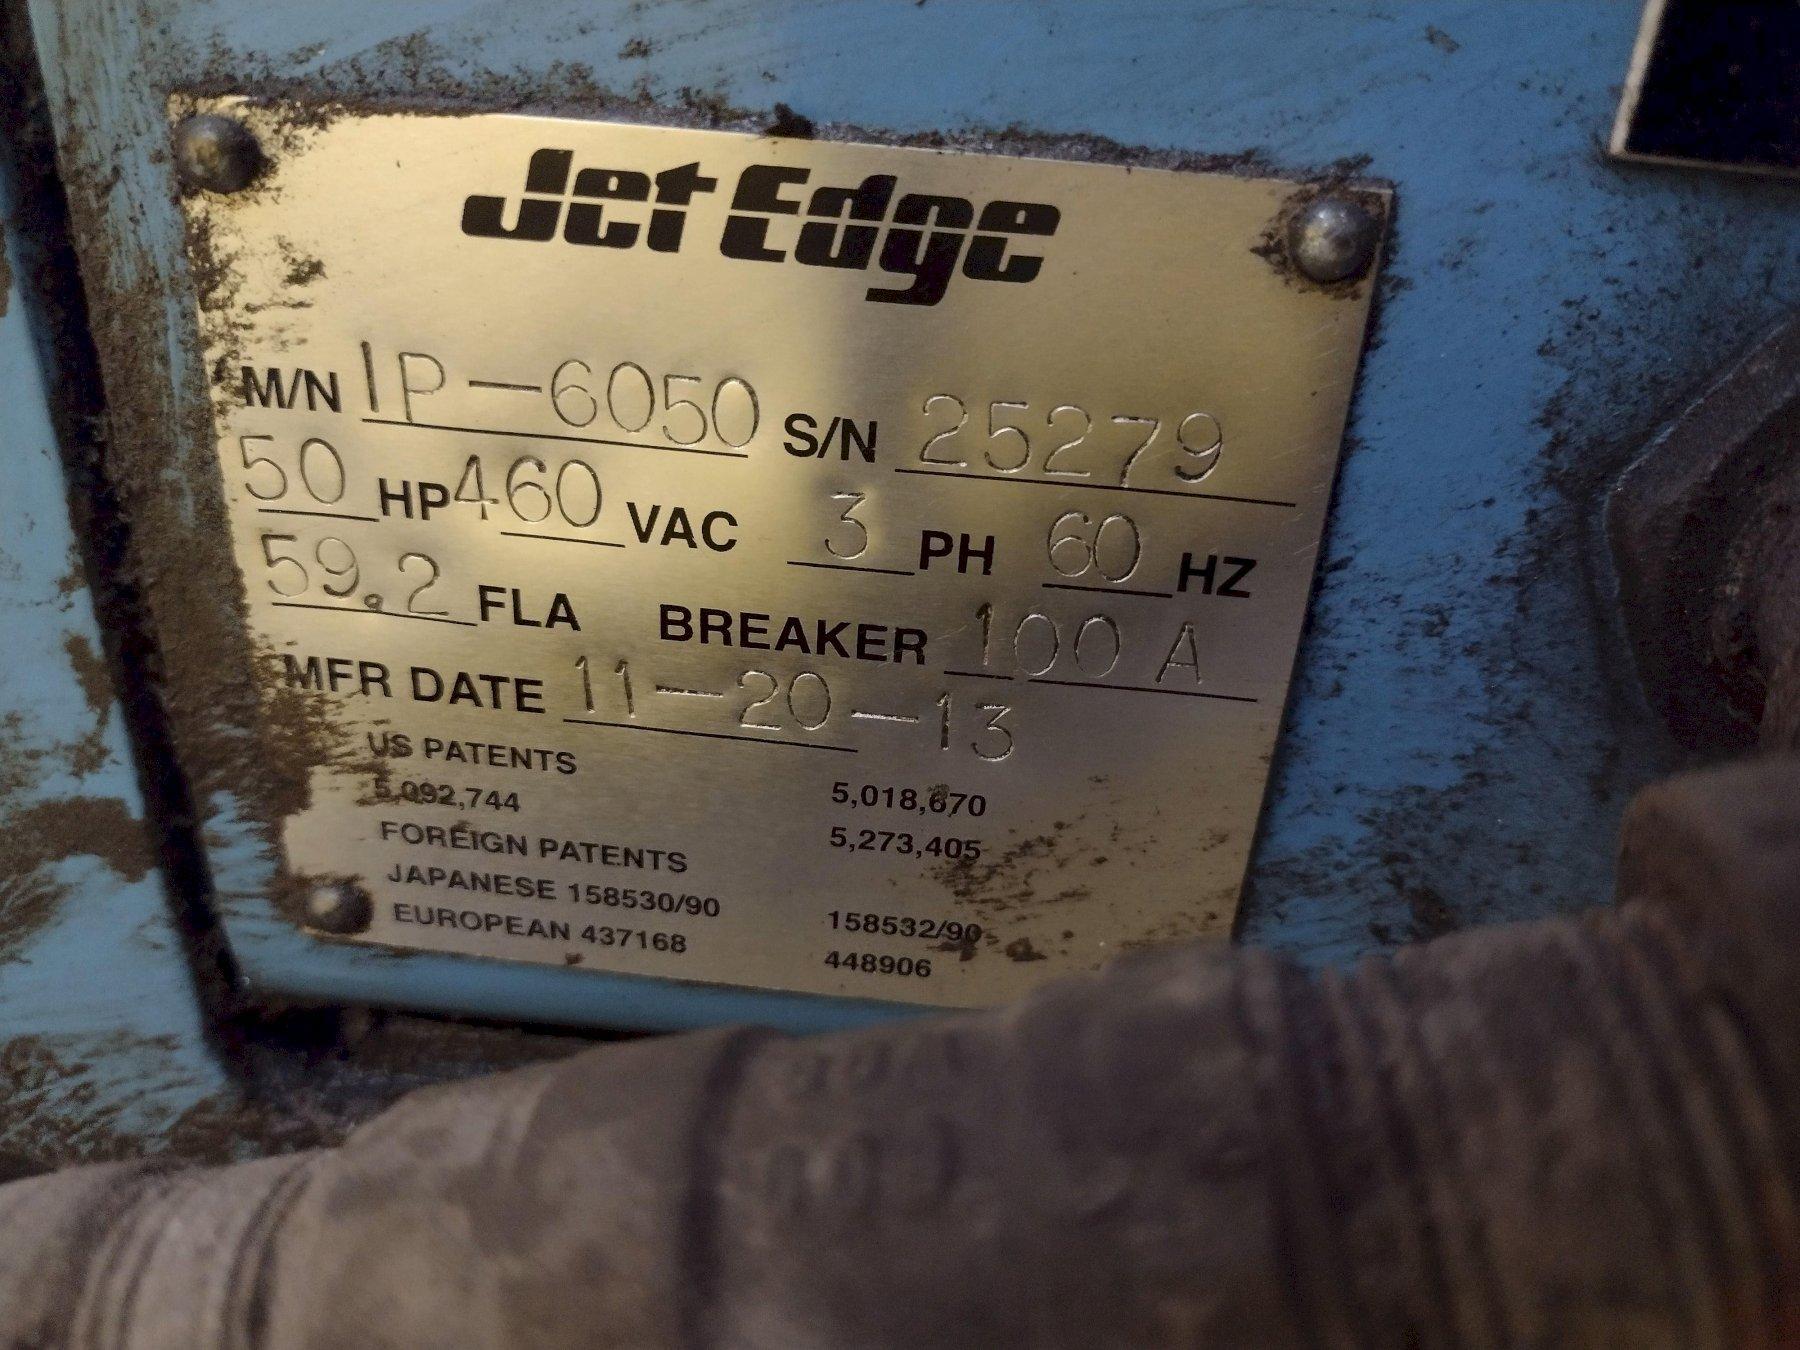 Jet Edge
M/N IP-6050 S/N 25279
50 HP 460 VAC 3 PH 60 HZ
59.2 FLA BREAKER 100 A
MFR DATE 11-20-13
US PATENTS
5,092,744 5,018,670
FOREIGN PATENTS 5,273,405
JAPANESE 158530/90 158532/90
EUROPEAN 437168 448906